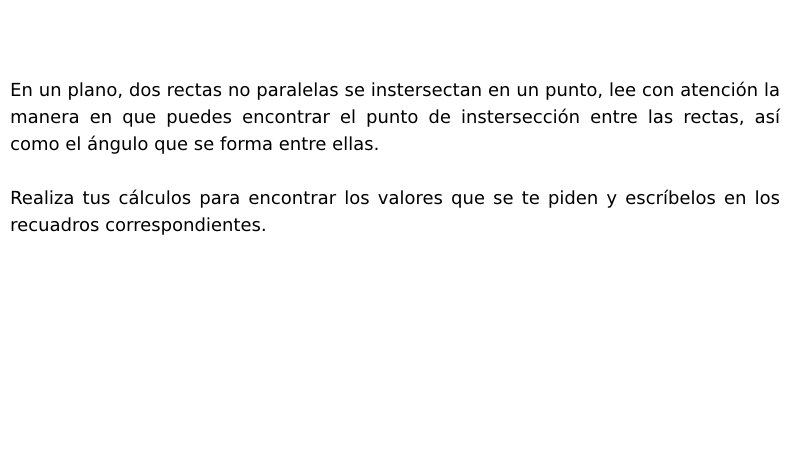 En un plano, dos rectas no paralelas se instersectan en un punto, lee con atención la
manera en que puedes encontrar el punto de instersección entre las rectas, así
como el ángulo que se forma entre ellas.
Realiza tus cálculos para encontrar los valores que se te piden y escríbelos en los
recuadros correspondientes.